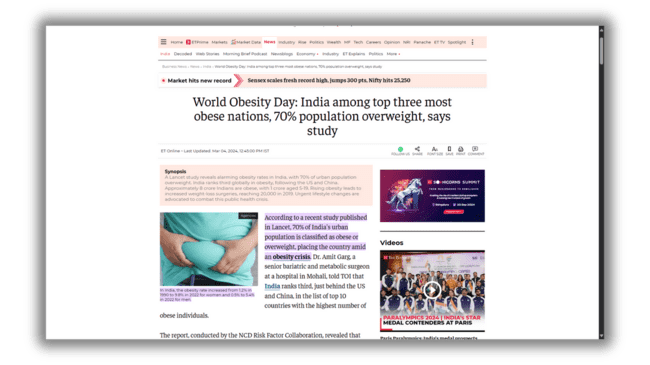 Home ETPrime Markets Market Data News Industry Rise Politics Wealth MF Tech Careers Opinion NRI Panache ET TV Spotlight
India Decoded Web Stories Morning Brief Podcast Newsblogs Economy Industry ET Explains Politics More
Business News › News › India › World Obesity Day: India among top three most obese nations, 70% population overweight, says study
Market hits new record
Sensex scales fresh record high, jumps 300 pts, Nifty hits 25,250
World Obesity Day: India among top three most
obese nations, 70% population overweight, says
study
ET Online • Last Updated: Mar 04, 2024, 12:45:00 PM IST
FOLLOW US SHARE FONT SIZE SAVE PRINT COMMENT
Synopsis
A Lancet study reveals alarming obesity rates in India, with 70% of urban population
overweight. India ranks third globally in obesity, following the US and China.
Approximately 8 crore Indians are obese, with 1 crore aged 5-19. Rising obesity leads to
increased weight loss surgeries, reaching 20,000 in 2019. Urgent lifestyle changes are
advocated to combat this public health crisis.
In India, the obesity rate increased from 1.2% in
1990 to 9.8% in 2022 for women and 0.5% to 5.4%
in 2022 for men.
According to a recent study published
in Lancet, 70% of India's urban
population is classified as obese or
overweight, placing the country amid
an obesity crisis. Dr. Amit Garg, a
senior bariatric and metabolic surgeon
at a hospital in Mohali, told TOI that
India ranks third, just behind the US
and China, in the list of top 10
countries with the highest number of
obese individuals.
The report, conducted by the NCD Risk Factor Collaboration, revealed that
SUMMIT
Videos
PARALYMPICS 2024 | INDIA'S STAR
MEDAL CONTENDERS AT PARIS
Paris Paralympics: India's medal prospects